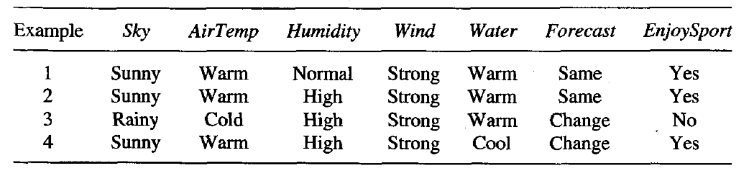 Example Sky AirTemp Humidity Wind Water Forecast EnjoySport
1 Sunny Warm Normal Strong Warm Same Yes
2 Sunny Warm High Strong Warm Same Yes
3 Rainy Cold High Strong Warm Change No
4 Sunny Warm High Strong Cool Change Yes